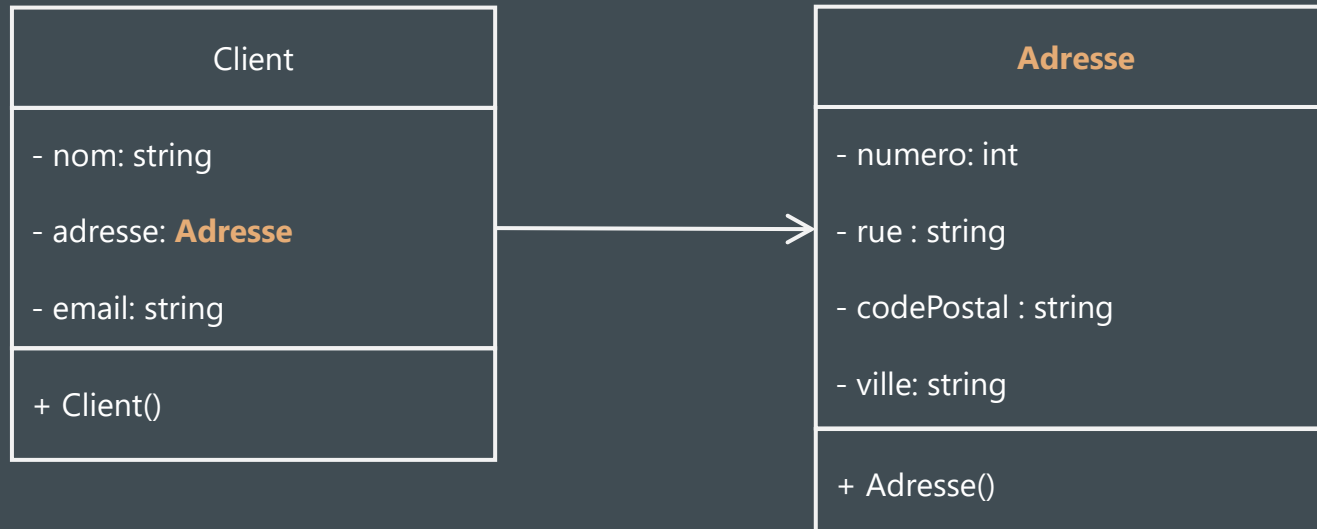 Client
- nom: string
- adresse: Adresse
- email: string
+ Client()
Adresse
- numero: int
- rue : string
- codePostal : string
- ville: string
+ Adresse()